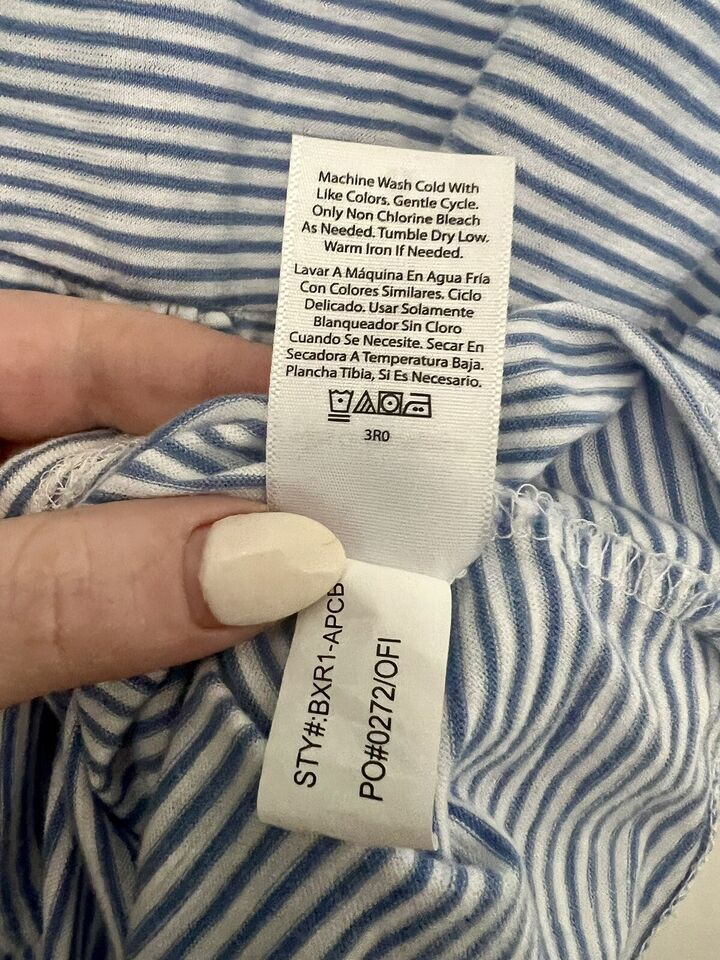 Machine Wash Cold With
Like Colors. Gentle Cycle.
Only Non Chlorine Bleach
As Needed. Tumble Dry Low.
Warm Iron If Needed.
Lavar A Máquina En Agua Fría
Con Colores Similares. Ciclo
Delicado. Usar Solamente
Blanqueador Sin Cloro
Cuando Se Necesite. Secar En
Secadora A Temperatura Baja.
Plancha Tibia, Si Es Necesario.
3R0
STY#:BXR1-APCB
PO#0272/OFI